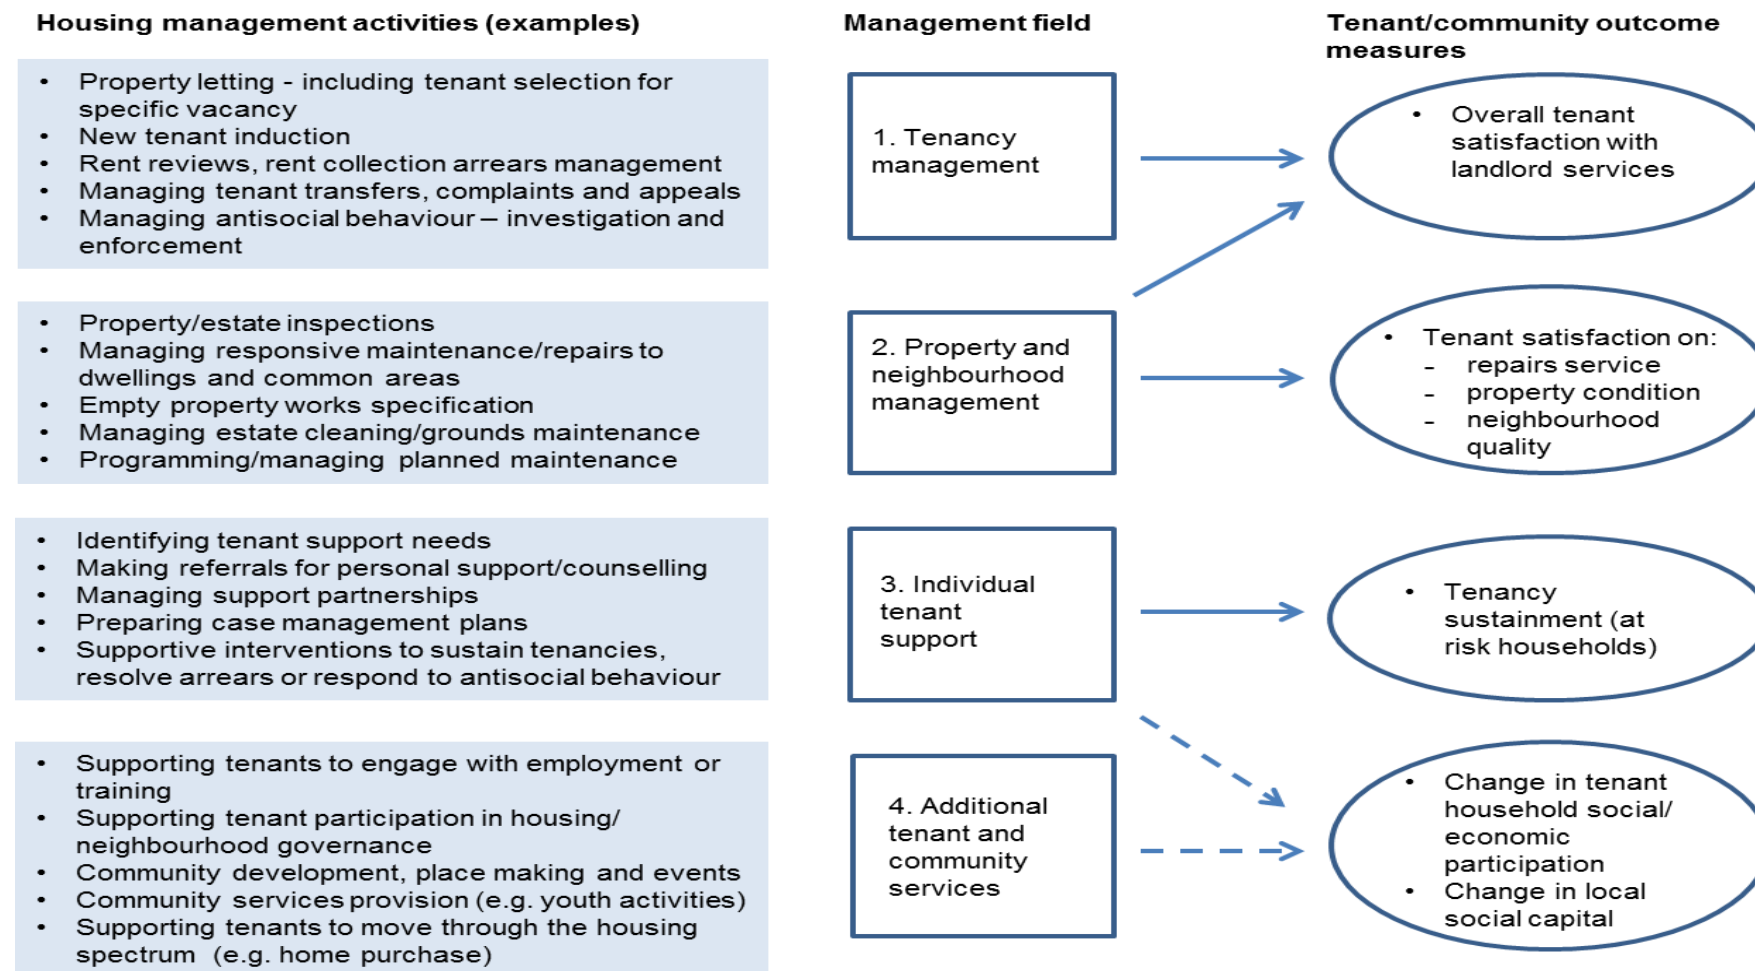 Housing management activities (examples)
Management field
Tenant/community outcome
measures
• Property letting - including tenant selection for
specific vacancy
• New tenant induction
• Rent reviews, rent collection arrears management
• Managing tenant transfers, complaints and appeals
• Managing antisocial behaviour – investigation and
enforcement
1. Tenancy
management
• Overall tenant
satisfaction with
landlord services
• Property/estate inspections
• Managing responsive maintenance/repairs to
dwellings and common areas
• Empty property works specification
• Managing estate cleaning/grounds maintenance
• Programming/managing planned maintenance
2. Property and
neighbourhood
management
• Tenant satisfaction on:
- repairs service
- property condition
- neighbourhood
quality
• Identifying tenant support needs
• Making referrals for personal support/counselling
• Managing support partnerships
• Preparing case management plans
• Supportive interventions to sustain tenancies,
resolve arrears or respond to antisocial behaviour
3. Individual
tenant
support
• Tenancy
sustainment (at
risk households)
• Supporting tenants to engage with employment or
training
• Supporting tenant participation in housing/
neighbourhood governance
• Community development, place making and events
• Community services provision (e.g. youth activities)
• Supporting tenants to move through the housing
spectrum (e.g. home purchase)
4. Additional
tenant and
community
services
• Change in tenant
household social/
economic
participation
• Change in local
social capital